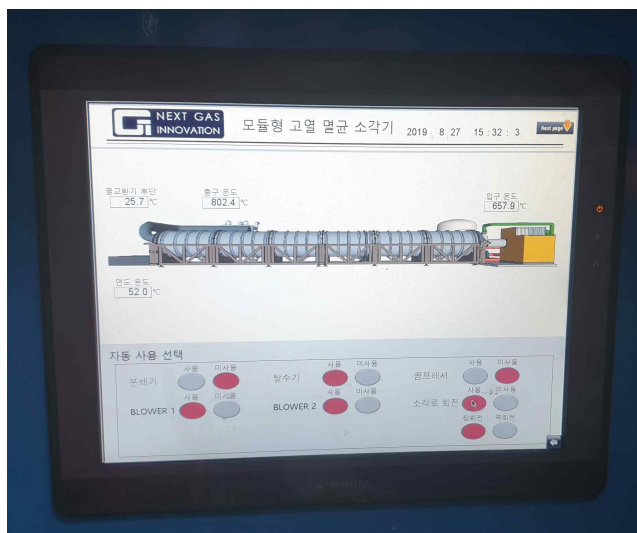 NEXT GAS
INNOVATION
모듈형 고열 멸균 소각기
2019 8 27 15 : 32 : 3
Next page
열교환기 후단
25.7 ℃
출구 온도
802.4 ℃
입구 온도
657.9 ℃
연도 온도
52.0 ℃
자동 사용 선택
분쇄기 사용 미사용
탈수기 사용 미사용
콤프레셔 사용 미사용
BLOWER 1 사용 미사용
BLOWER 2 사용 미사용
소각로 회전 사용 미사용
정회전 역회전